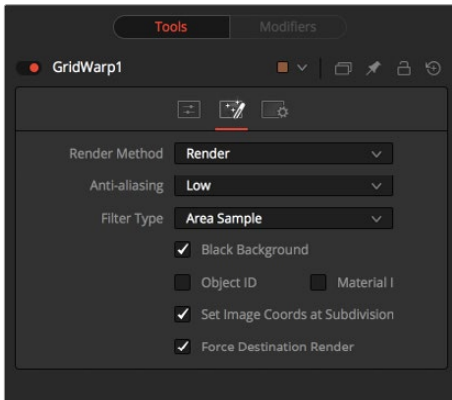 Tools Modifiers
GridWarp1
Render Method Render
Anti-aliasing Low
Filter Type Area Sample
Black Background
Object ID Material I
Set Image Coords at Subdivision
Force Destination Render